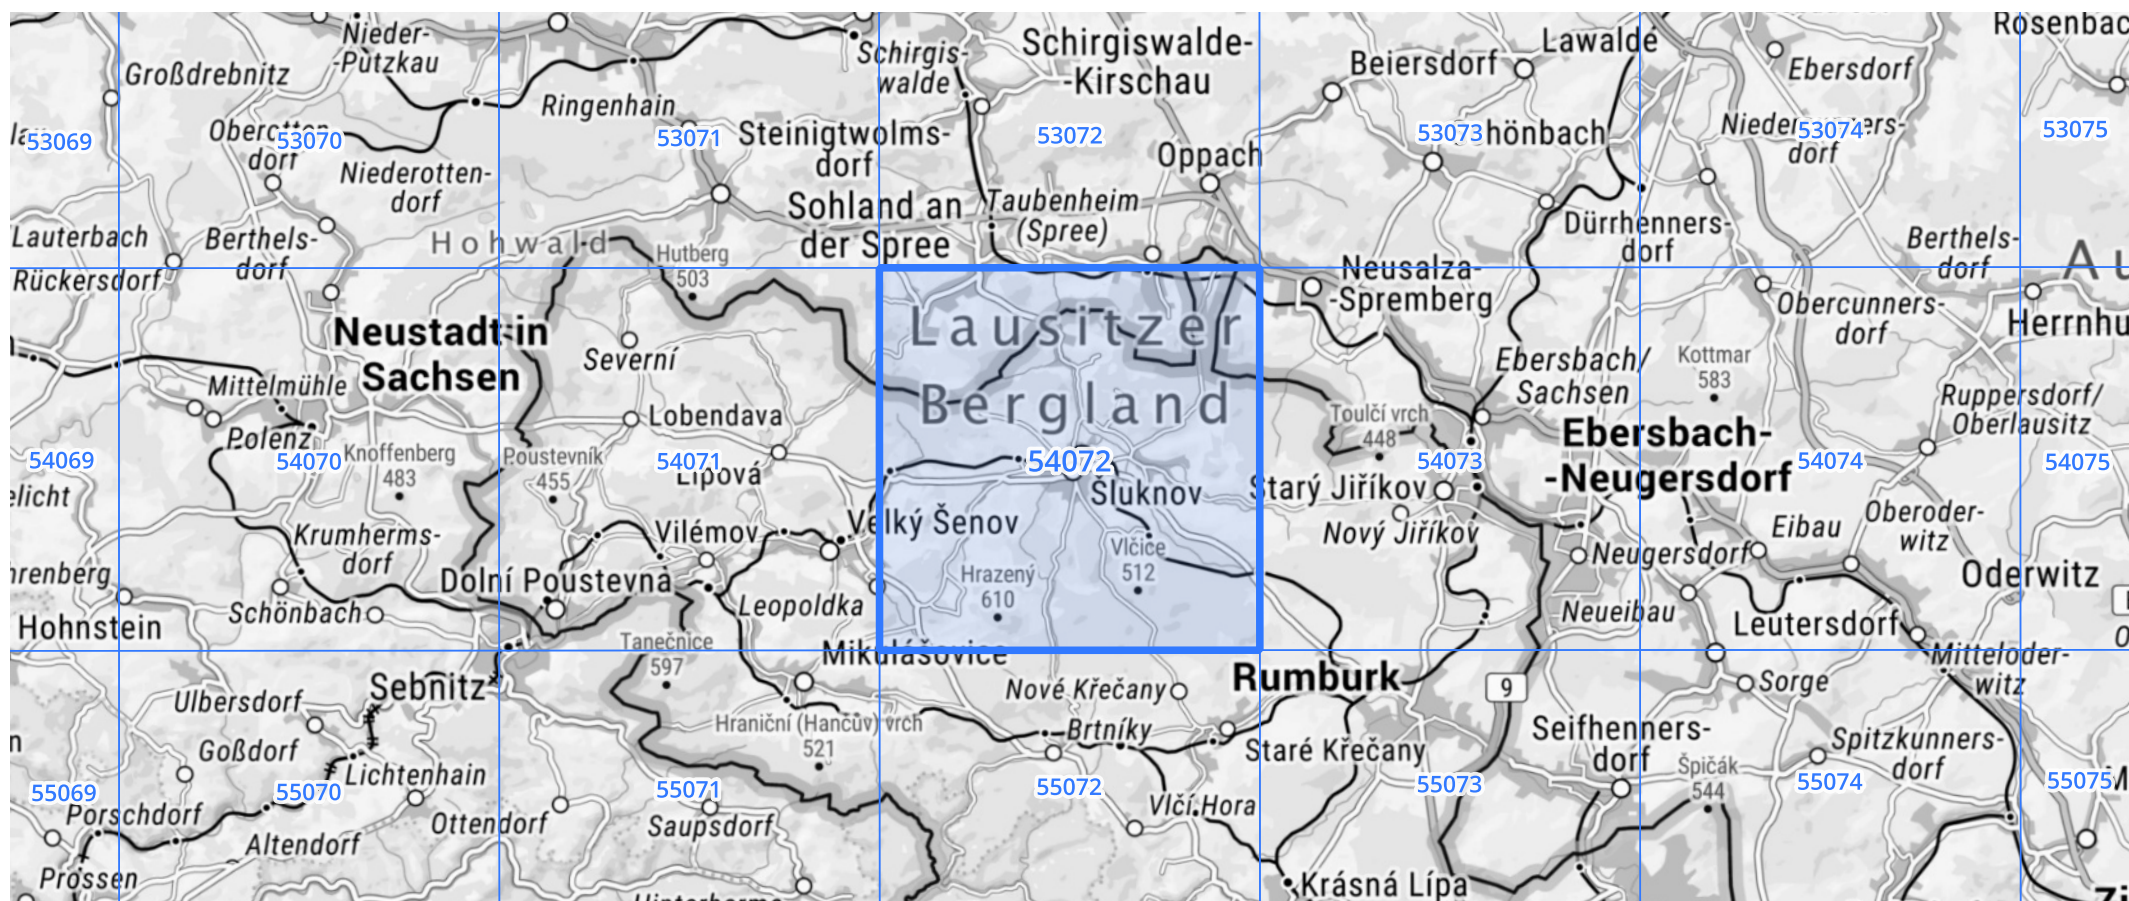 Nieder-
-Putzkau
Großdrebnitz
Ringenhain
Schirgis-
walde
Schirgiswalde-
-Kirschau
Beiersdorf
Lawalde
Ebersdorf
53069
53070
dorf
Niederotten-
dorf
53071
Steinigtwolms-
dorf
53072
Oppach
53073
hönbach
53074
dorf
53075
Lauterbach
Rückersdorf
Berthels-
dorf
Hohwald
Hutberg
503
Sohland an
der Spree
Taubenheim
(Spree)
Neusalza-
-Spremberg
Dürrhenners-
dorf
Berthels-
dorf
Obercunners-
dorf
Neustadt in
Sachsen
Severní
Lausitzer
Bergland
Ebersbach/
Sachsen
Kottmar
583
Ruppersdorf/
Oberlausitz
Mittelmühle
Polenz
Knoffenberg
483
Lobendava
Poustevník
455
Lipová
Toulčí vrch
448
Ebersbach-
-Neugersdorf
54069
54070
54071
54072
54073
54074
54075
Šluknov
Starý Jiříkov
Nový Jiříkov
Krumherms-
dorf
Vilémov
Velký Šenov
Vlčice
512
Hrazený
610
Neugersdorf
Eibau
Oberoder-
witz
Oderwitz
Dolní Poustevna
Schönbach
Leopoldka
Neueibau
Leutersdorf
Hohnstein
Tanečnice
597
Mikulášovice
Mitteloder-
witz
Sebnitz
Ulbersdorf
Nové Křečany
Rumburk
9
Sorge
Goßdorf
Lichtenhain
Hraniční (Hančův) vrch
521
Brtníky
Staré Křečany
Seifhenners-
dorf
Špičák
544
Spitzkunners-
dorf
55069
55070
55071
55072
55073
55074
55075
Porschdorf
Altendorf
Ottendorf
Saupsdorf
Vlčí Hora
Prossen
Krásná Lípa